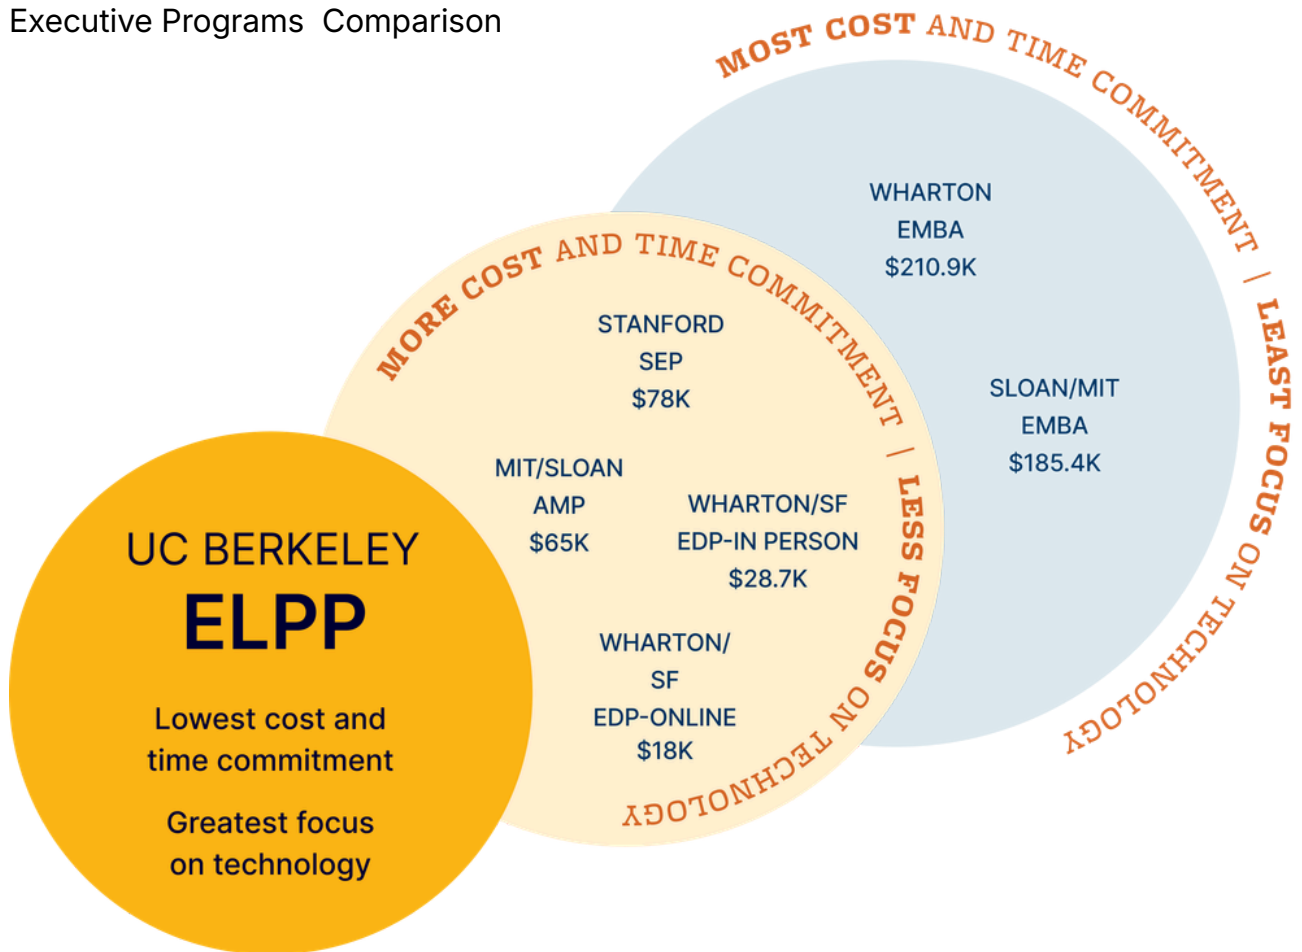 Executive Programs  Comparison
MOST COST AND TIME COMMITMENT | LEAST FOCUS ON TECHNOLOGY
WHARTON
EMBA
$210.9K
SLOAN/MIT
EMBA
$185.4K
MORE COST AND TIME COMMITMENT | LESS FOCUS ON TECHNOLOGY
STANFORD
SEP
$78K
MIT/SLOAN
AMP
$65K
WHARTON/SF
EDP-IN PERSON
$28.7K
WHARTON/
SF
EDP-ONLINE
$18K
UC BERKELEY
ELPP
Lowest cost and
time commitment
Greatest focus
on technology